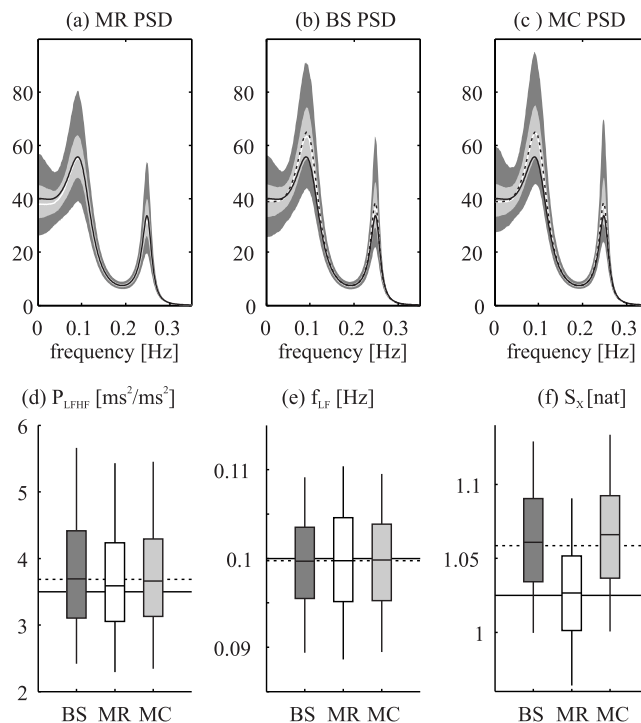 (a) MR PSD
(b) BS PSD
(c ) MC PSD
80
60
40
20
0
0 0.1 0.2 0.3
frequency [Hz]
80
60
40
20
0
0 0.1 0.2 0.3
frequency [Hz]
80
60
40
20
0
0 0.1 0.2 0.3
frequency [Hz]
(d) P_LFHF [ms²/ms²]
(e) f_LF [Hz]
(f) S_X [nat]
6
5
4
3
2
BS MR MC
0.11
0.1
0.09
BS MR MC
1.1
1.05
1
BS MR MC